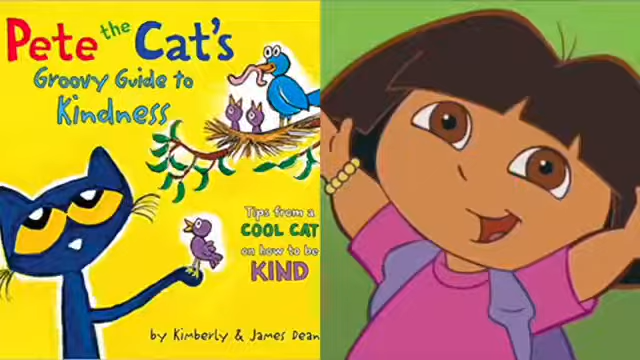 Pete the Cat's
Groovy Guide to
Kindness
Tips from a
COOL CAT
on how to be
KIND
by Kimberly & James Dean